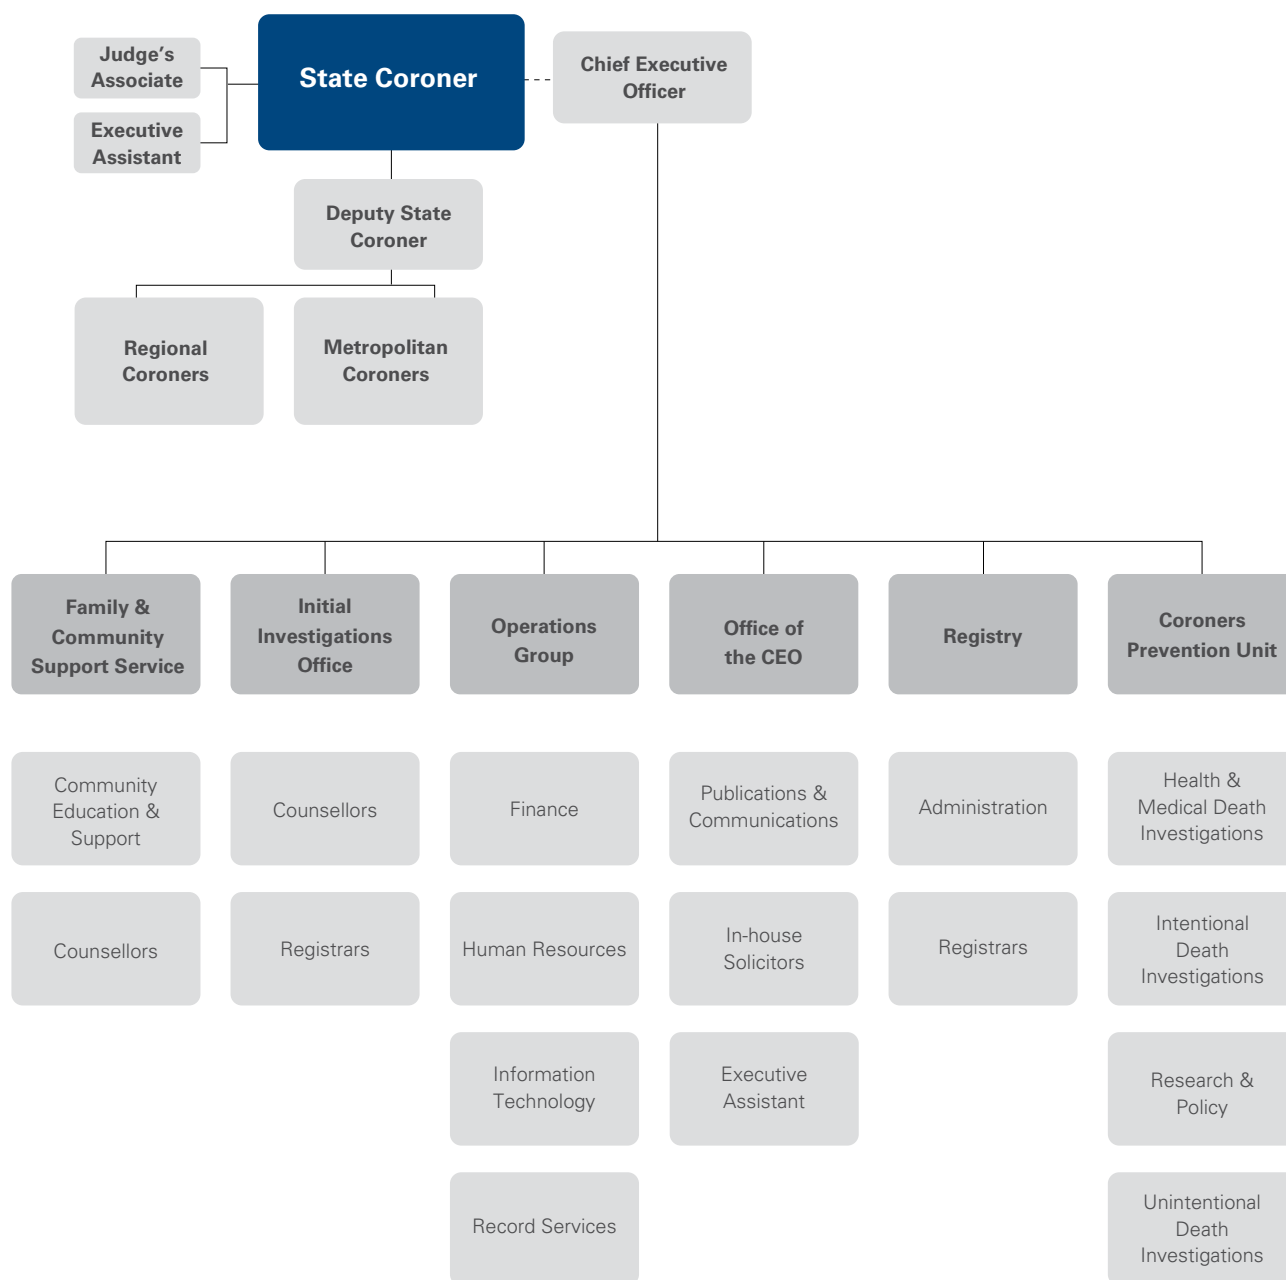 Judge's
Associate
State Coroner
Chief Executive
Officer
Executive
Assistant
Deputy State
Coroner
Regional
Coroners
Metropolitan
Coroners
Family &
Community
Support Service
Initial
Investigations
Office
Operations
Group
Office of
the CEO
Registry
Coroners
Prevention Unit
Community
Education &
Support
Counsellors
Finance
Publications &
Communications
Administration
Health &
Medical Death
Investigations
Counsellors
Registrars
Human Resources
In-house
Solicitors
Registrars
Intentional
Death
Investigations
Information
Technology
Executive
Assistant
Research &
Policy
Record Services
Unintentional
Death
Investigations